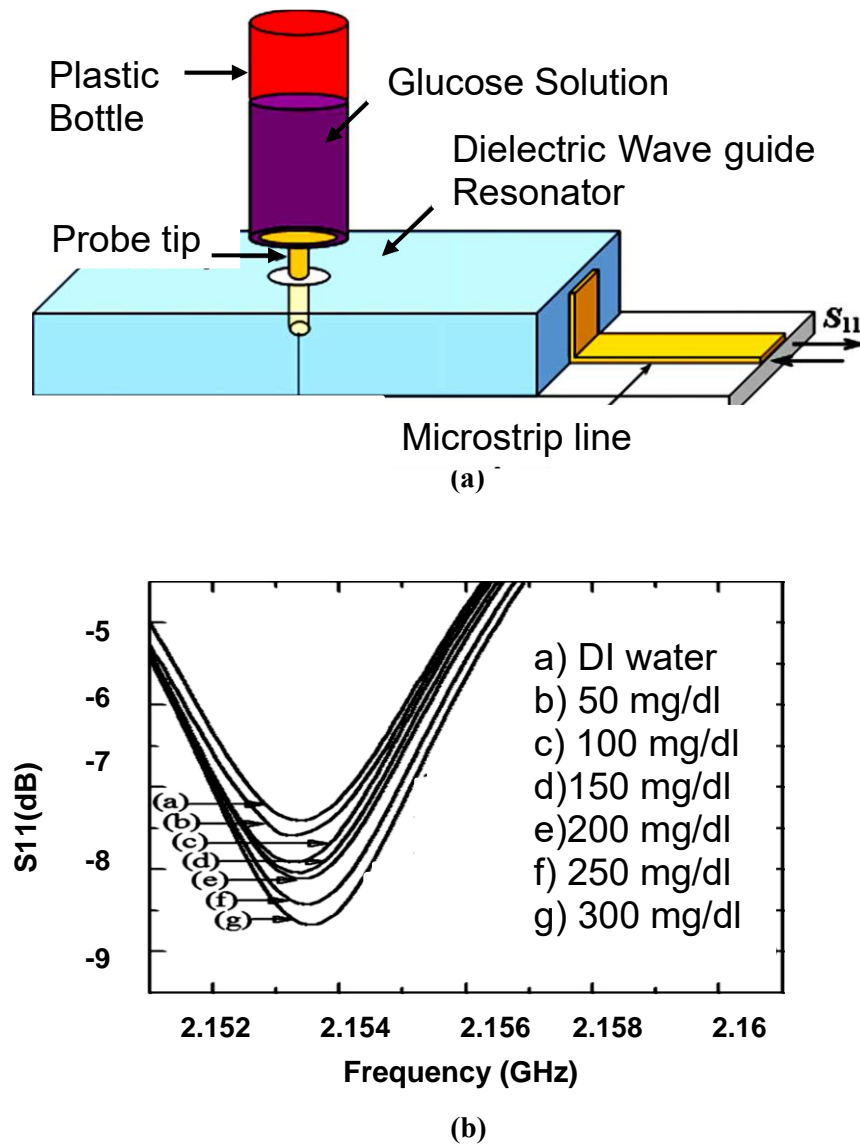 Plastic
Bottle
Glucose Solution
Dielectric Wave guide
Resonator
Probe tip
S11
Microstrip line
(a)
-5
-6
-7
-8
-9
S11(dB)
(a)
(b)
(c)
(d)
(e)
(f)
(g)
a) DI water
b) 50 mg/dl
c) 100 mg/dl
d)150 mg/dl
e)200 mg/dl
f) 250 mg/dl
g) 300 mg/dl
2.152 2.154 2.156 2.158 2.16
Frequency (GHz)
(b)